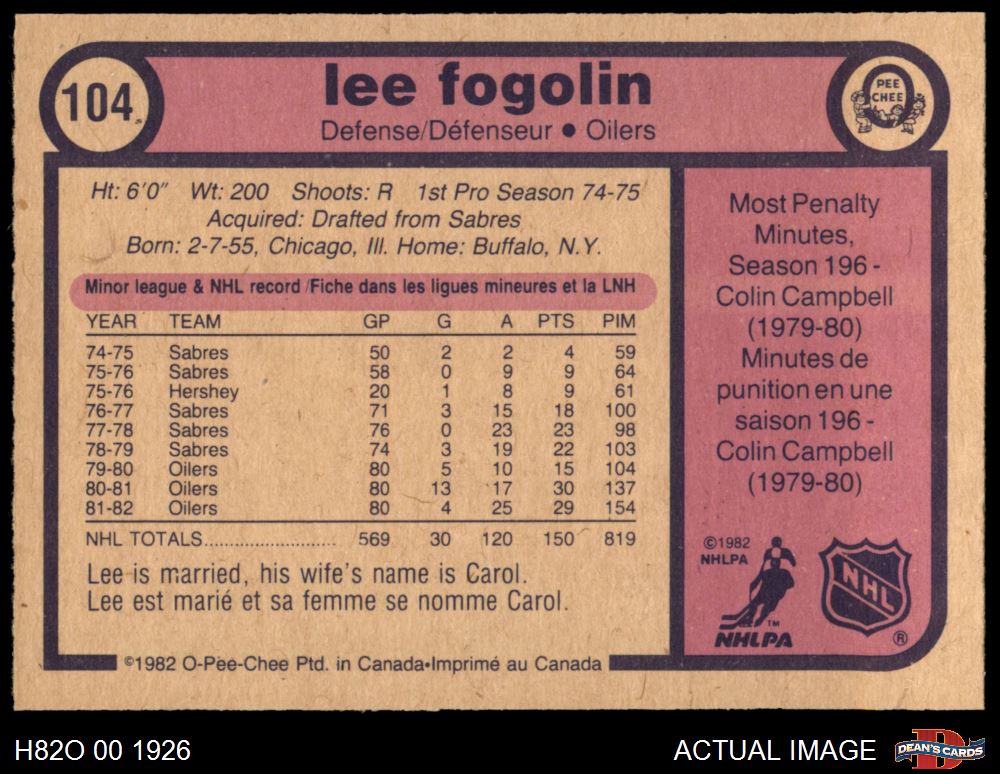 104
lee fogolin
Defense/Défenseur ● Oilers
PEE
CHEE
Ht: 6'0" Wt: 200 Shoots: R 1st Pro Season 74-75
Acquired: Drafted from Sabres
Born: 2-7-55, Chicago, Ill. Home: Buffalo, N.Y.
Minor league & NHL record /Fiche dans les ligues mineures et la LNH
YEAR TEAM GP G A PTS PIM
74-75 Sabres 50 2 2 4 59
75-76 Sabres 58 0 9 9 64
75-76 Hershey 20 1 8 9 61
76-77 Sabres 71 3 15 18 100
77-78 Sabres 76 0 23 23 98
78-79 Sabres 74 3 19 22 103
79-80 Oilers 80 5 10 15 104
80-81 Oilers 80 13 17 30 137
81-82 Oilers 80 4 25 29 154
NHL TOTALS........................... 569 30 120 150 819
Lee is married, his wife's name is Carol.
Lee est marié et sa femme se nomme Carol.
©1982 O-Pee-Chee Ptd. in Canada•Imprimé au Canada
Most Penalty
Minutes,
Season 196 -
Colin Campbell
(1979-80)
Minutes de
punition en une
saison 196 -
Colin Campbell
(1979-80)
©1982
NHLPA
TM
NHLPA
NHL
®
H82O 00 1926
ACTUAL IMAGE
D
DEAN'S CARDS